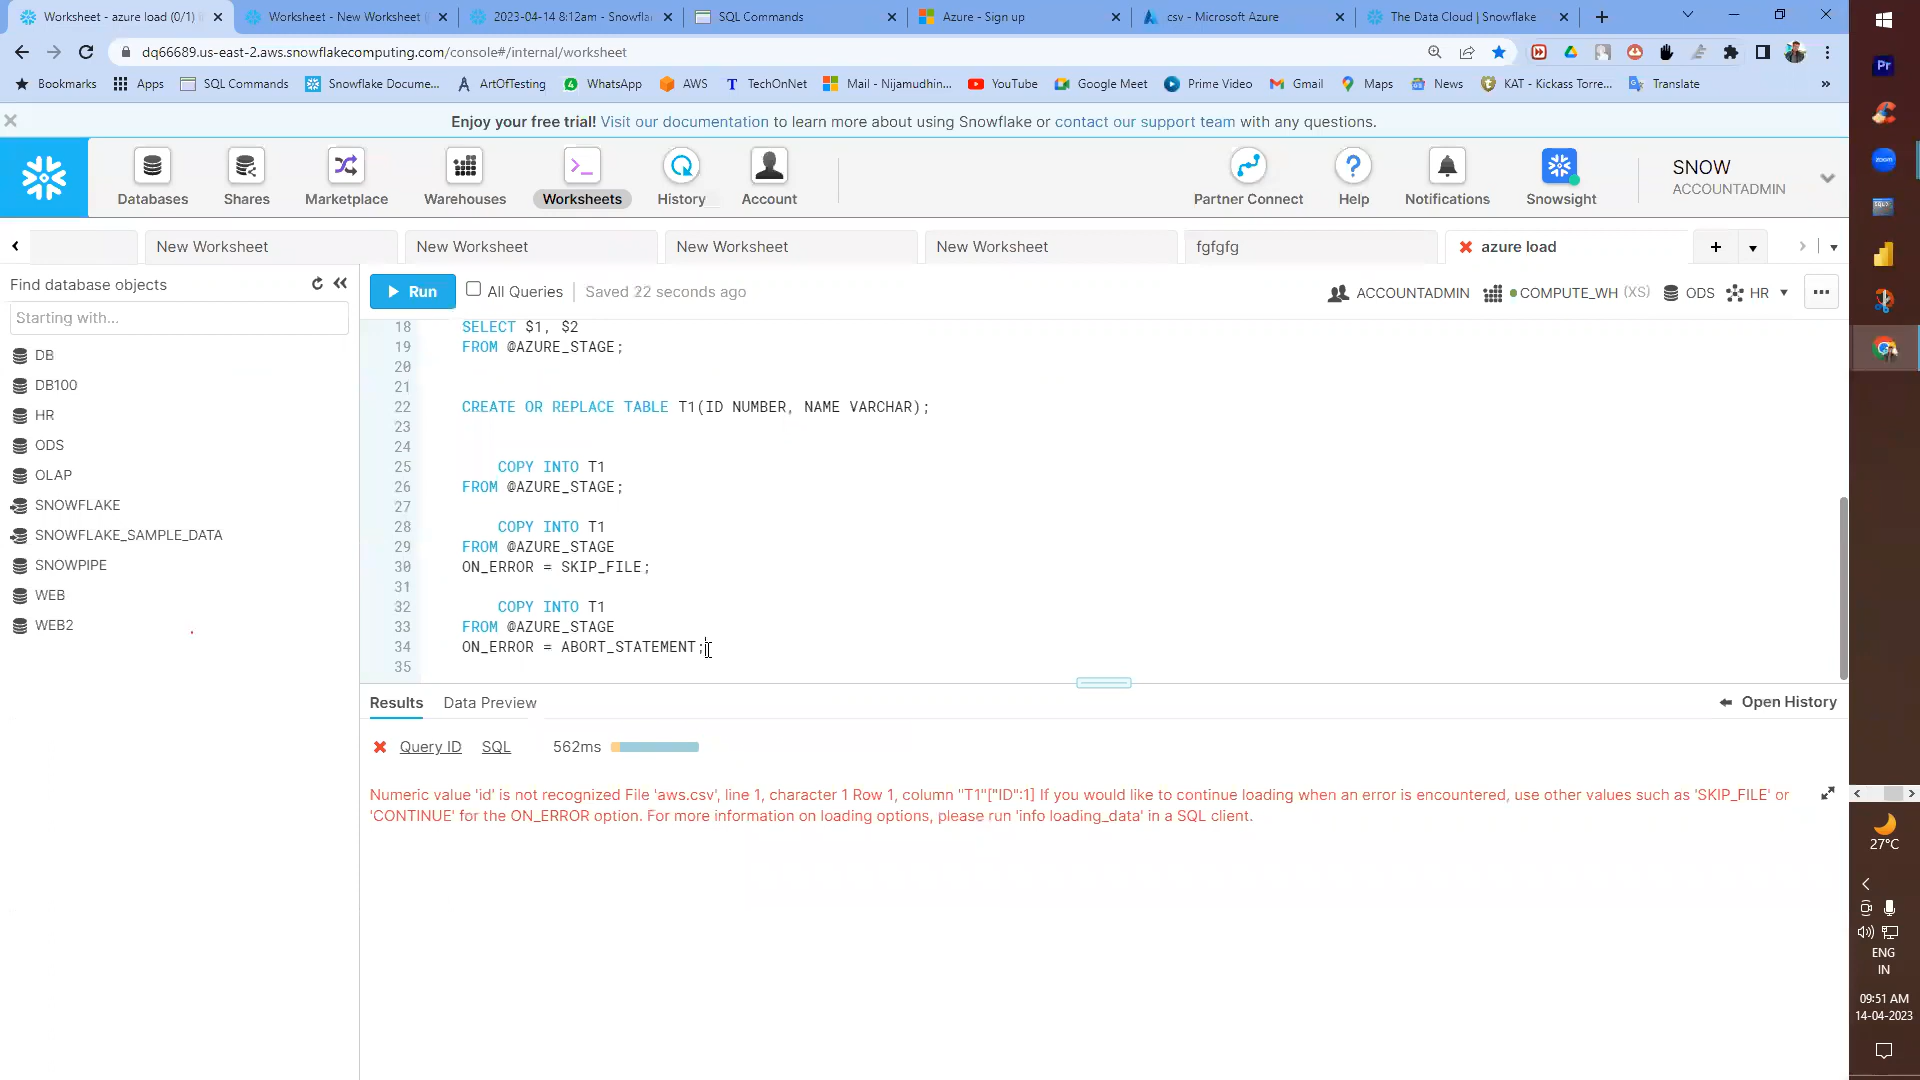 Worksheet - azure load (0/1)
Worksheet - New Worksheet
2023-04-14 8:12am - Snowfla
SQL Commands
Azure - Sign up
csv - Microsoft Azure
The Data Cloud | Snowflake
dq66689.us-east-2.aws.snowflakecomputing.com/console#/internal/worksheet
Bookmarks
Apps
SQL Commands
Snowflake Docume...
ArtOfTesting
WhatsApp
AWS
TechOnNet
Mail - Nijamudhin...
YouTube
Google Meet
Prime Video
Gmail
Maps
News
KAT - Kickass Torre...
Translate
Enjoy your free trial! Visit our documentation to learn more about using Snowflake or contact our support team with any questions.
Databases
Shares
Marketplace
Warehouses
Worksheets
History
Account
Partner Connect
Help
Notifications
Snowsight
SNOW
ACCOUNTADMIN
New Worksheet
New Worksheet
New Worksheet
New Worksheet
fgfgfg
azure load
Find database objects
Starting with...
DB
DB100
HR
ODS
OLAP
SNOWFLAKE
SNOWFLAKE_SAMPLE_DATA
SNOWPIPE
WEB
WEB2
Run
All Queries
Saved 22 seconds ago
ACCOUNTADMIN
COMPUTE_WH (XS)
ODS
HR
18 SELECT $1, $2
19 FROM @AZURE_STAGE;
20
21
22 CREATE OR REPLACE TABLE T1(ID NUMBER, NAME VARCHAR);
23
24
25 COPY INTO T1
26 FROM @AZURE_STAGE;
27
28 COPY INTO T1
29 FROM @AZURE_STAGE
30 ON_ERROR = SKIP_FILE;
31
32 COPY INTO T1
33 FROM @AZURE_STAGE
34 ON_ERROR = ABORT_STATEMENT;
35
Results
Data Preview
Open History
Query ID
SQL
562ms
Numeric value 'id' is not recognized File 'aws.csv', line 1, character 1 Row 1, column "T1"["ID":1] If you would like to continue loading when an error is encountered, use other values such as 'SKIP_FILE' or
'CONTINUE' for the ON_ERROR option. For more information on loading options, please run 'info loading_data' in a SQL client.
Pr
zoom
27°C
ENG
IN
09:51 AM
14-04-2023